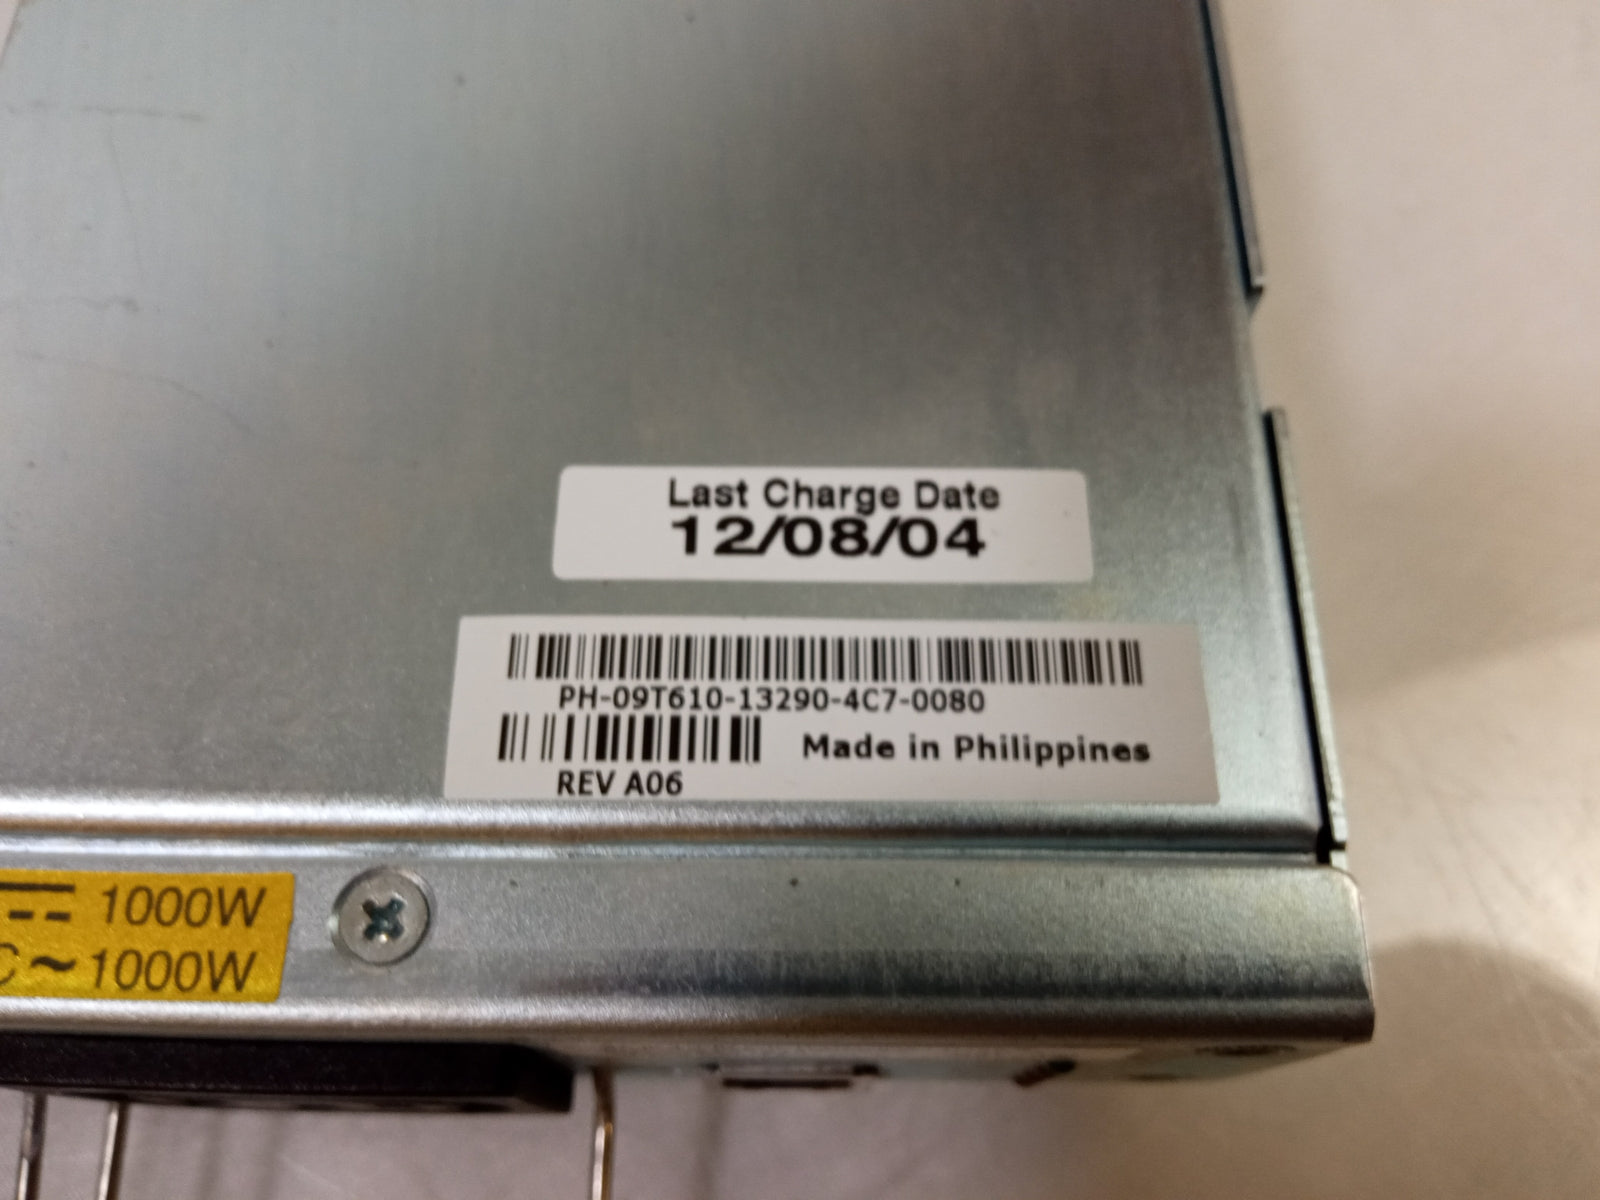 Last Charge Date
12/08/04
PH-09T610-13290-4C7-0080
Made in Philippines
REV A06
1000W
C~1000W